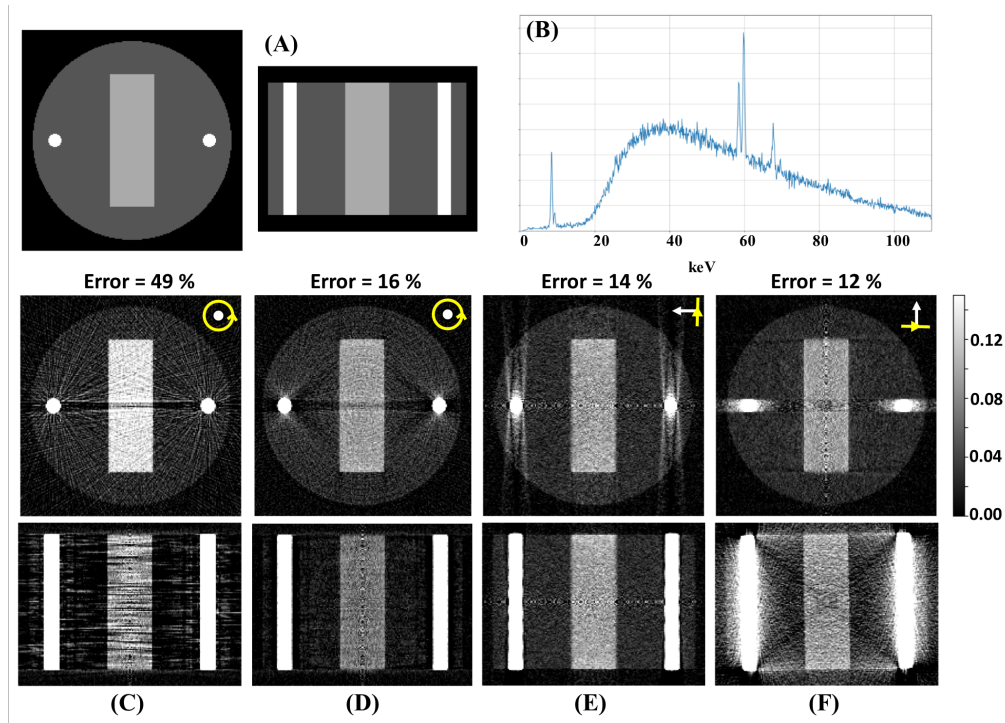 (A)
(B)
0 20 40 60 80 100
keV
Error = 49 %
Error = 16 %
Error = 14 %
Error = 12 %
0.12
0.08
0.04
0.00
(C)
(D)
(E)
(F)